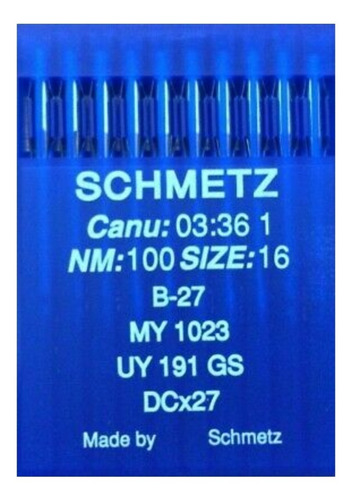 SCHMETZ
Canu: 03:36 1
NM:100 SIZE:16
B-27
MY 1023
UY 191 GS
DCx27
Made by Schmetz